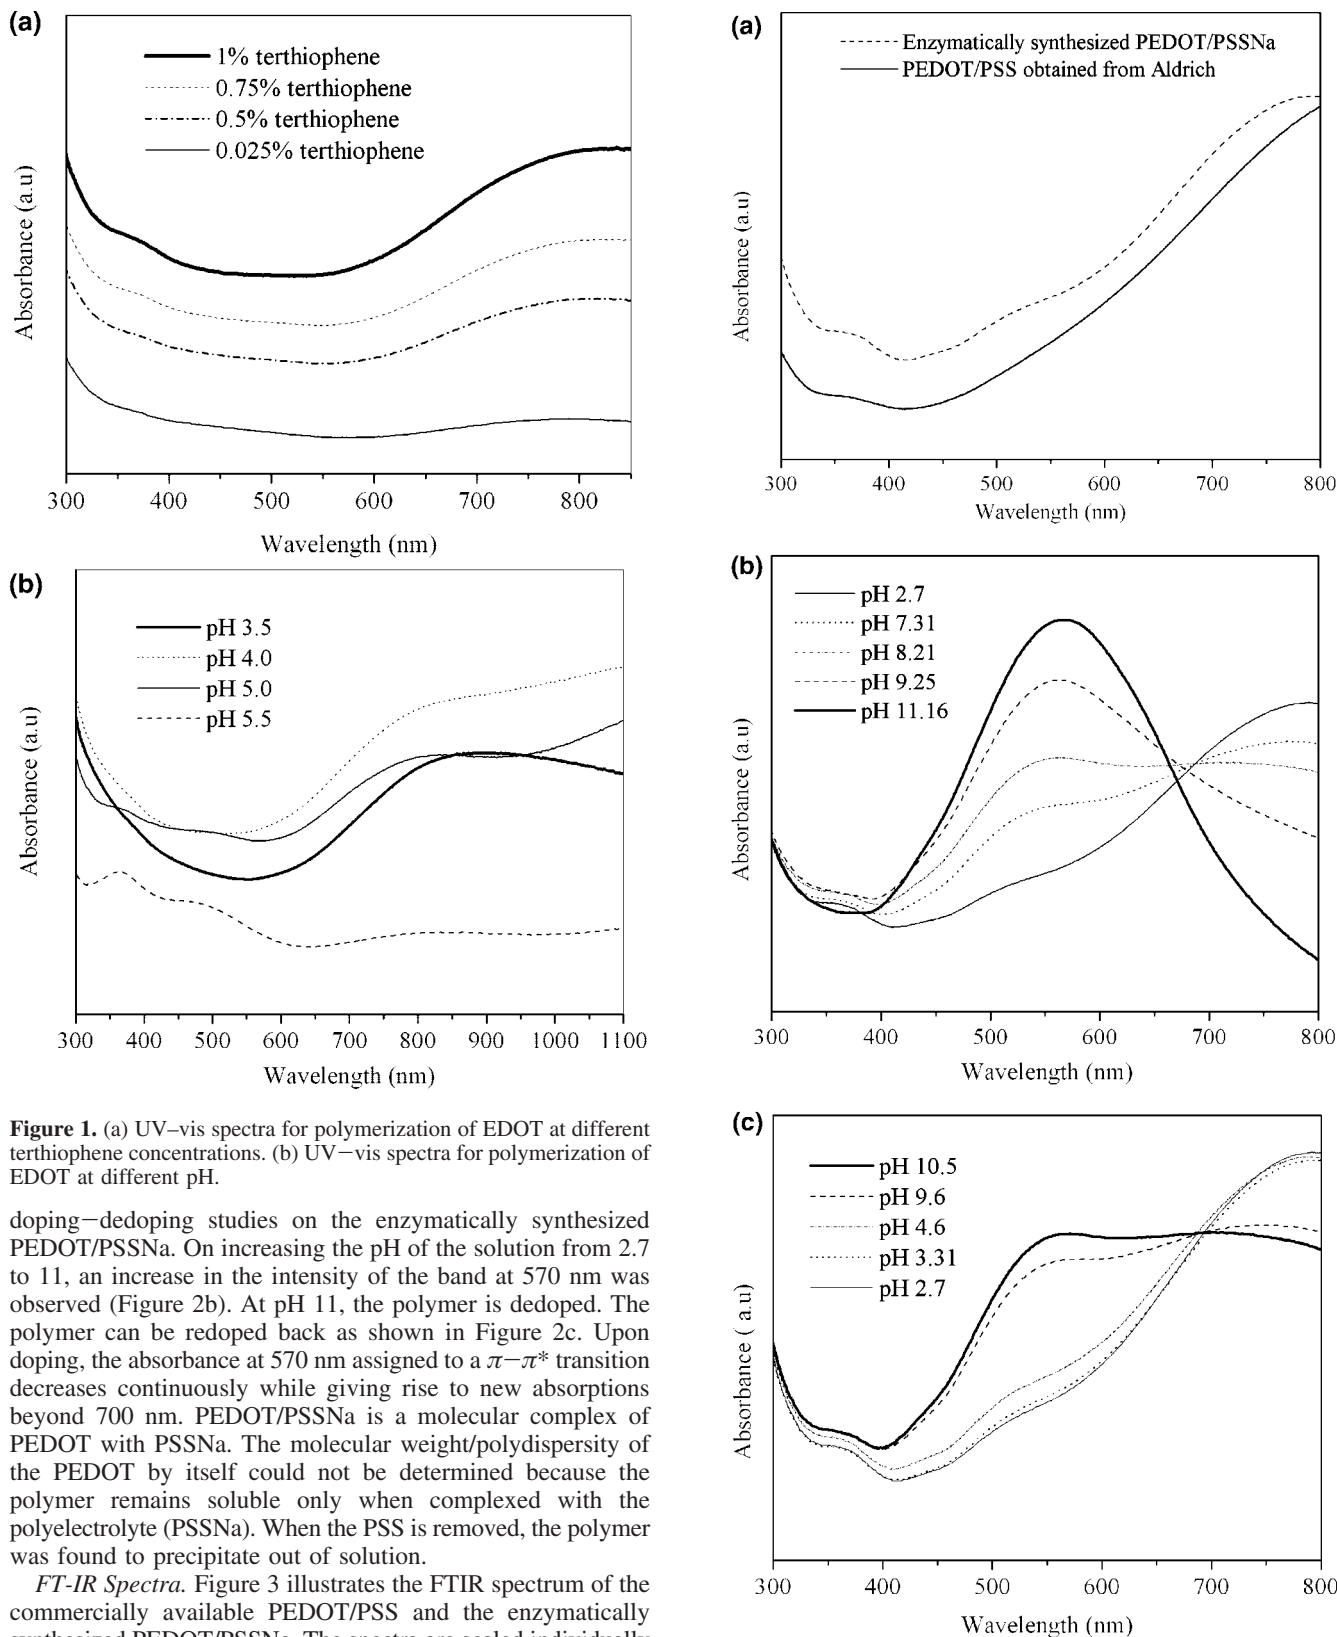 (a)
1% terthiophene
0.75% terthiophene
0.5% terthiophene
0.025% terthiophene
Absorbance (a.u)
300 400 500 600 700 800
Wavelength (nm)
(b)
pH 3.5
pH 4.0
pH 5.0
pH 5.5
Absorbance (a.u)
300 400 500 600 700 800 900 1000 1100
Wavelength (nm)
Figure 1. (a) UV–vis spectra for polymerization of EDOT at different
terthiophene concentrations. (b) UV−vis spectra for polymerization of
EDOT at different pH.
doping−dedoping studies on the enzymatically synthesized
PEDOT/PSSNa. On increasing the pH of the solution from 2.7
to 11, an increase in the intensity of the band at 570 nm was
observed (Figure 2b). At pH 11, the polymer is dedoped. The
polymer can be redoped back as shown in Figure 2c. Upon
doping, the absorbance at 570 nm assigned to a π−π* transition
decreases continuously while giving rise to new absorptions
beyond 700 nm. PEDOT/PSSNa is a molecular complex of
PEDOT with PSSNa. The molecular weight/polydispersity of
the PEDOT by itself could not be determined because the
polymer remains soluble only when complexed with the
polyelectrolyte (PSSNa). When the PSS is removed, the polymer
was found to precipitate out of solution.
FT-IR Spectra. Figure 3 illustrates the FTIR spectrum of the
commercially available PEDOT/PSS and the enzymatically
synthesized PEDOT/PSSNa. The spectra are scaled individually
(a)
Enzymatically synthesized PEDOT/PSSNa
PEDOT/PSS obtained from Aldrich
Absorbance (a.u)
300 400 500 600 700 800
Wavelength (nm)
(b)
pH 2.7
pH 7.31
pH 8.21
pH 9.25
pH 11.16
Absorbance (a.u)
300 400 500 600 700 800
Wavelength (nm)
(c)
pH 10.5
pH 9.6
pH 4.6
pH 3.31
pH 2.7
Absorbance ( a.u)
300 400 500 600 700 800
Wavelength (nm)